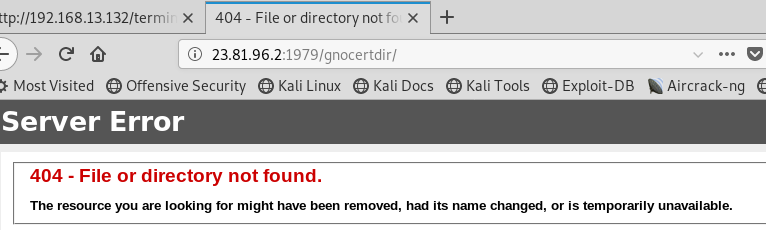 ttp://192.168.13.132/termin
404 - File or directory not fo
23.81.96.2:1979/gnocertdir/
Most Visited Offensive Security Kali Linux Kali Docs Kali Tools Exploit-DB Aircrack-ng
Server Error
404 - File or directory not found.
The resource you are looking for might have been removed, had its name changed, or is temporarily unavailable.